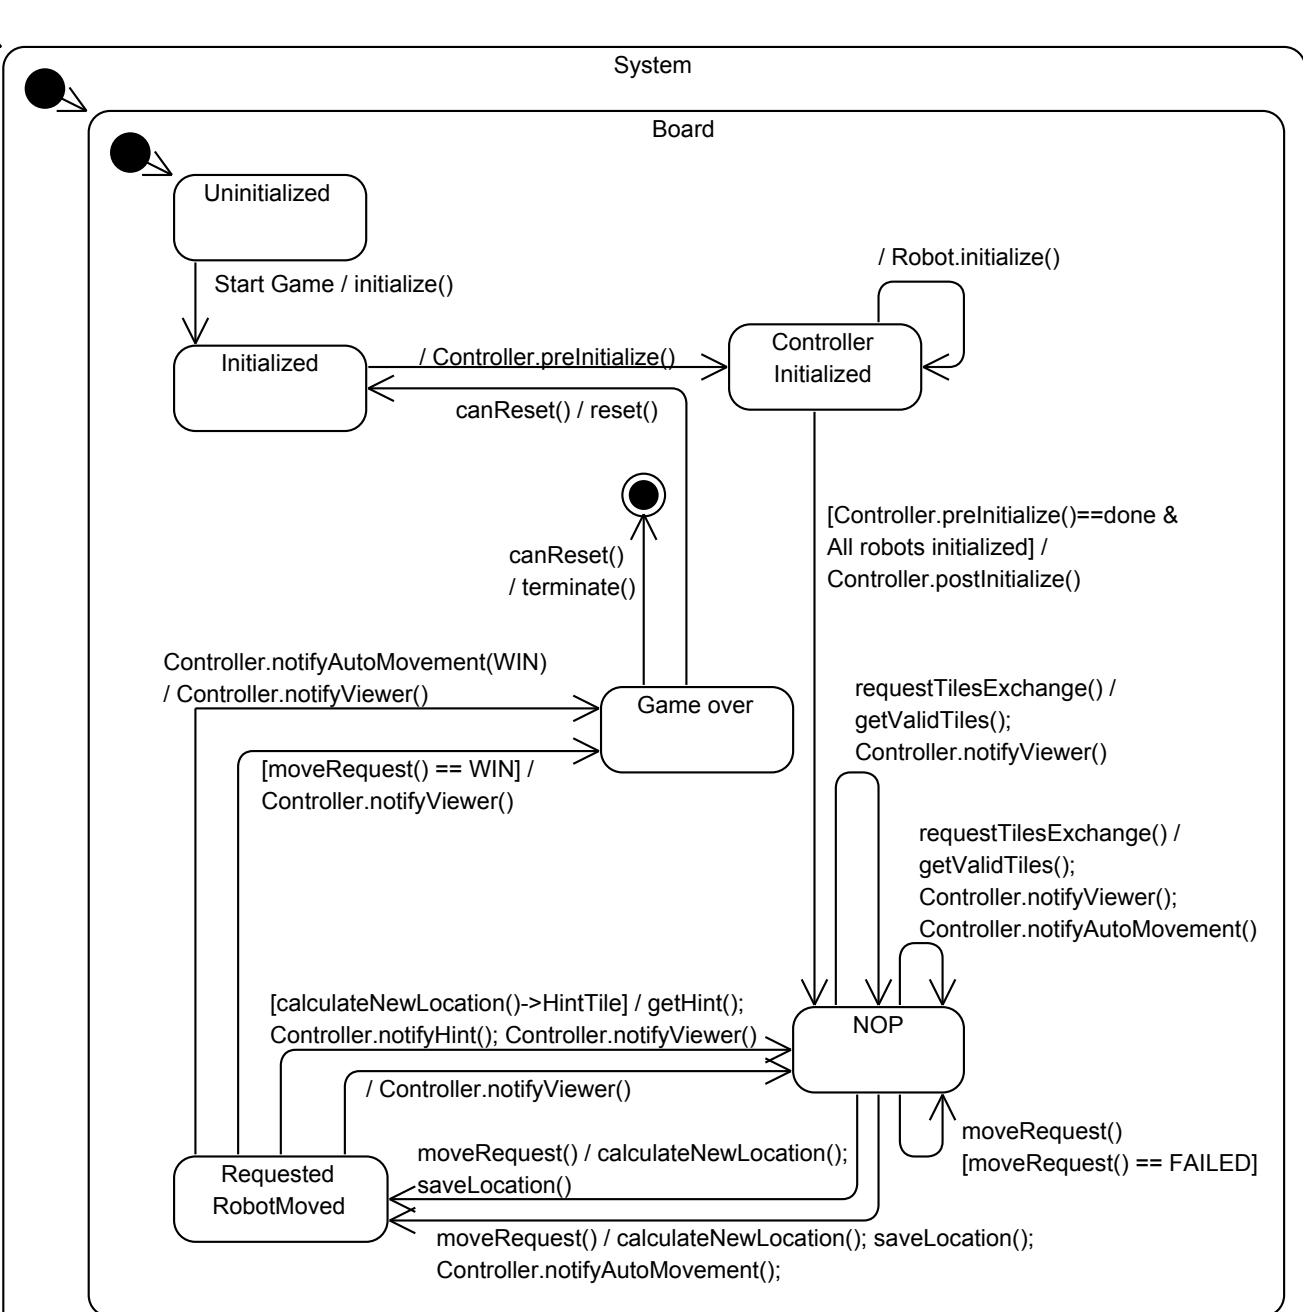 System
Board
Uninitialized
Start Game / initialize()
/ Robot.initialize()
Initialized
/ Controller.preInitialize()
Controller
Initialized
canReset() / reset()
[Controller.preInitialize()==done &
All robots initialized] /
Controller.postInitialize()
canReset()
/ terminate()
Controller.notifyAutoMovement(WIN)
/ Controller.notifyViewer()
Game over
requestTilesExchange() /
getValidTiles();
Controller.notifyViewer()
[moveRequest() == WIN] /
Controller.notifyViewer()
requestTilesExchange() /
getValidTiles();
Controller.notifyViewer();
Controller.notifyAutoMovement()
[calculateNewLocation()->HintTile] / getHint();
Controller.notifyHint(); Controller.notifyViewer()
NOP
/ Controller.notifyViewer()
moveRequest()
[moveRequest() == FAILED]
moveRequest() / calculateNewLocation();
saveLocation()
Requested
RobotMoved
moveRequest() / calculateNewLocation(); saveLocation();
Controller.notifyAutoMovement();